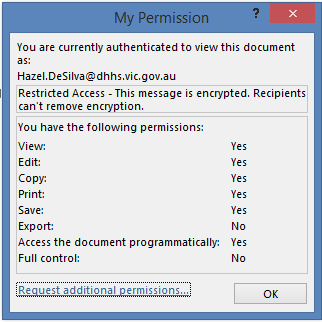 My Permission
?
You are currently authenticated to view this document
as:
Hazel.DeSilva@dhhs.vic.gov.au
Restricted Access - This message is encrypted. Recipients
can't remove encryption.
You have the following permissions:
View: Yes
Edit: Yes
Copy: Yes
Print: Yes
Save: Yes
Export: No
Access the document programmatically: Yes
Full control: No
Request additional permissions...
OK